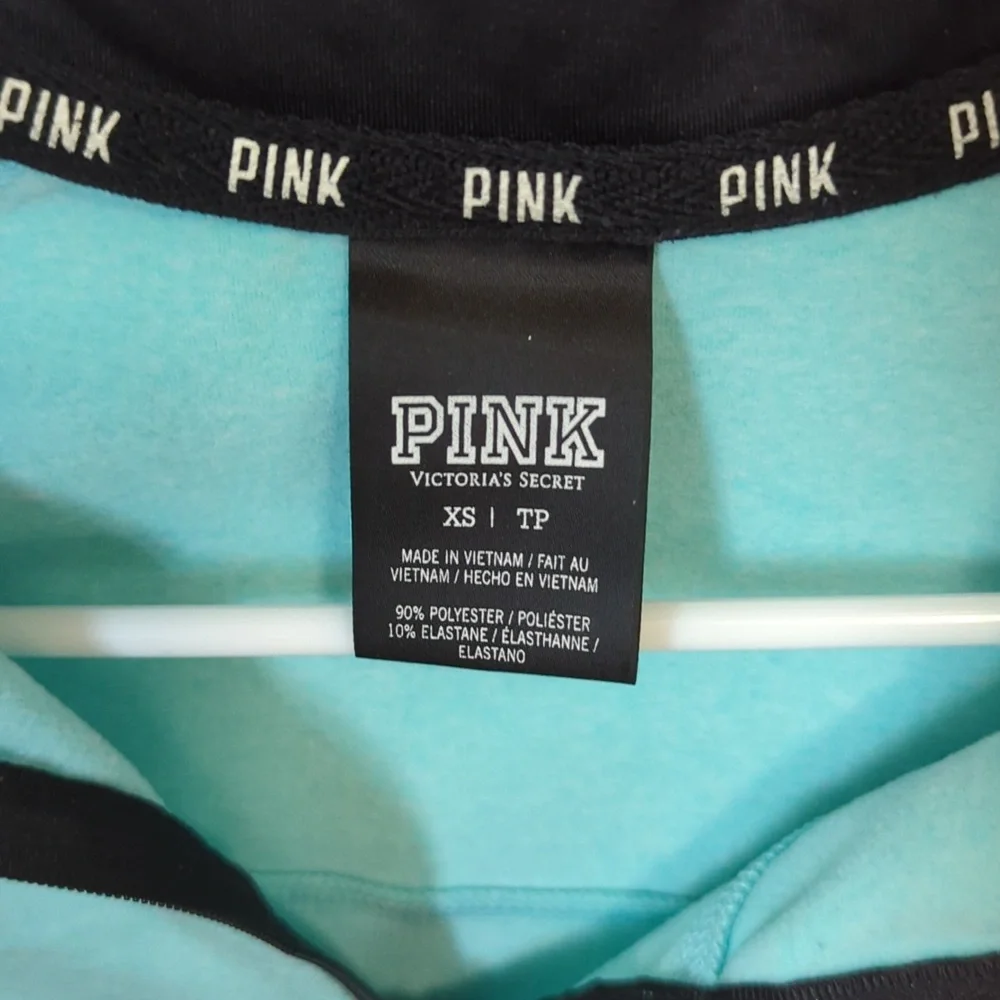 PINK PINK PINK PINK PI
PINK
VICTORIA'S SECRET
XS | TP
MADE IN VIETNAM / FAIT AU
VIETNAM / HECHO EN VIETNAM
90% POLYESTER / POLIÉSTER
10% ELASTANE / ÉLASTHANNE /
ELASTANO